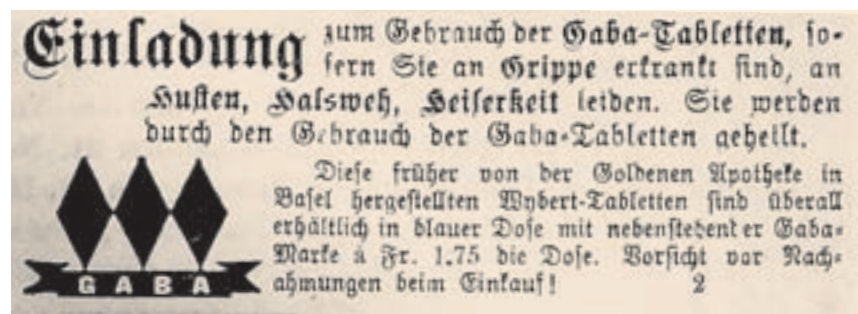 Einladung zum Gebrauch der Gaba-Tabletten, so-
fern Sie an Grippe erkrankt sind, an
Husten, Halsweh, Heiserkeit leiden. Sie werden
durch den Gebrauch der Gaba-Tabletten geheilt.
Diese früher von der Goldenen Apotheke in
Basel hergestellten Wybert-Tabletten sind überall
erhältlich in blauer Dose mit nebenstehender Gaba-
Marke à Fr. 1.75 die Dose. Vorsicht vor Nach-
ahmungen beim Einkauf! 2
GABA